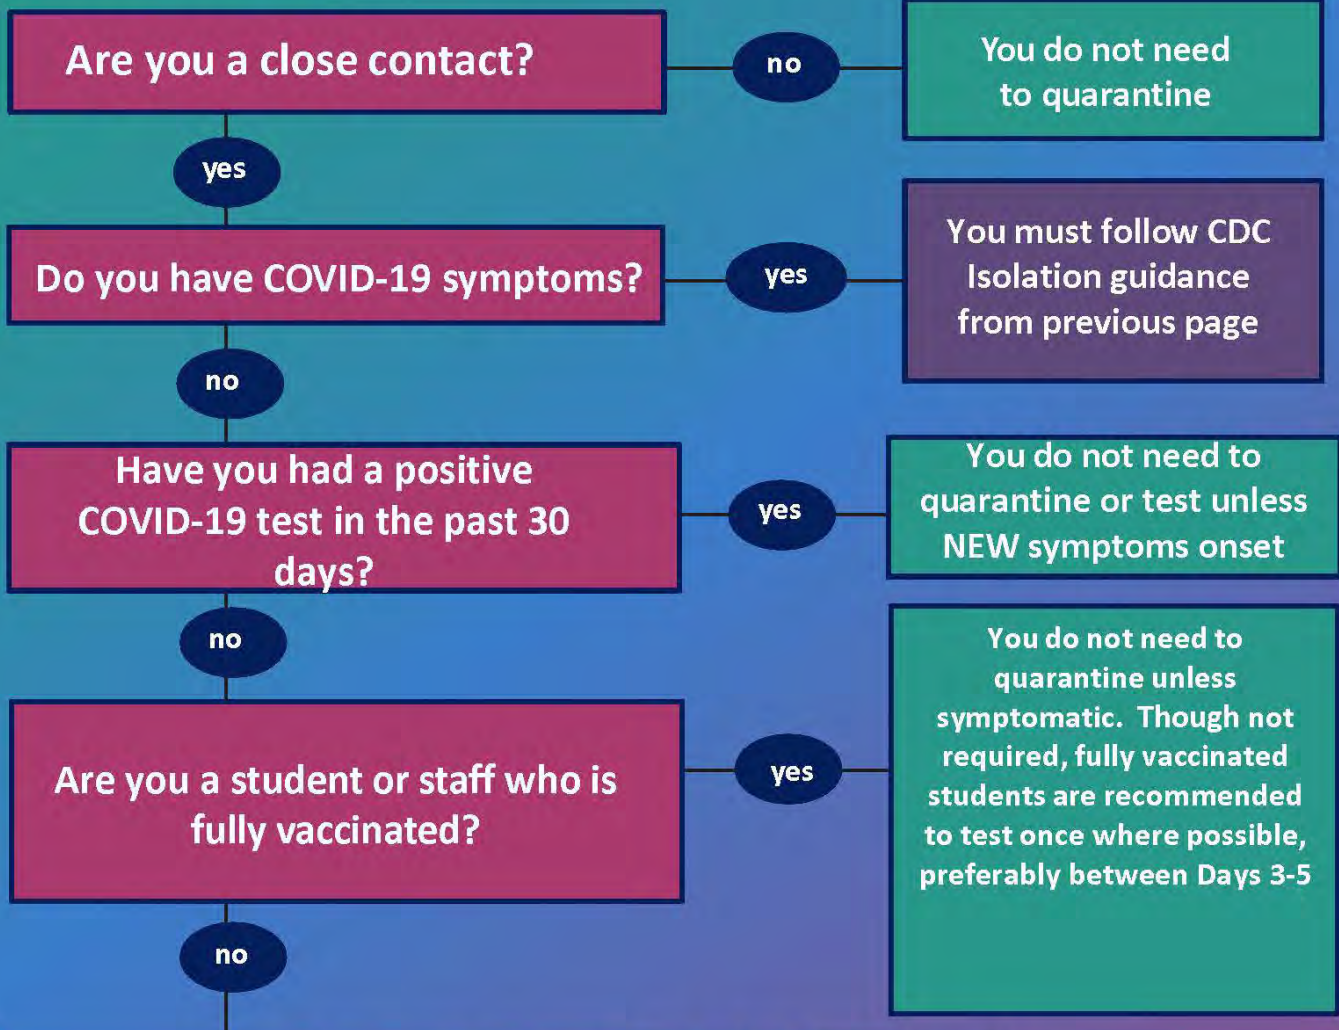 Are you a close contact?
no
You do not need
to quarantine
yes
Do you have COVID-19 symptoms?
yes
You must follow CDC
Isolation guidance
from previous page
no
Have you had a positive
COVID-19 test in the past 30
days?
yes
You do not need to
quarantine or test unless
NEW symptoms onset
no
Are you a student or staff who is
fully vaccinated?
yes
You do not need to
quarantine unless
symptomatic. Though not
required, fully vaccinated
students are recommended
to test once where possible,
preferably between Days 3-5
no